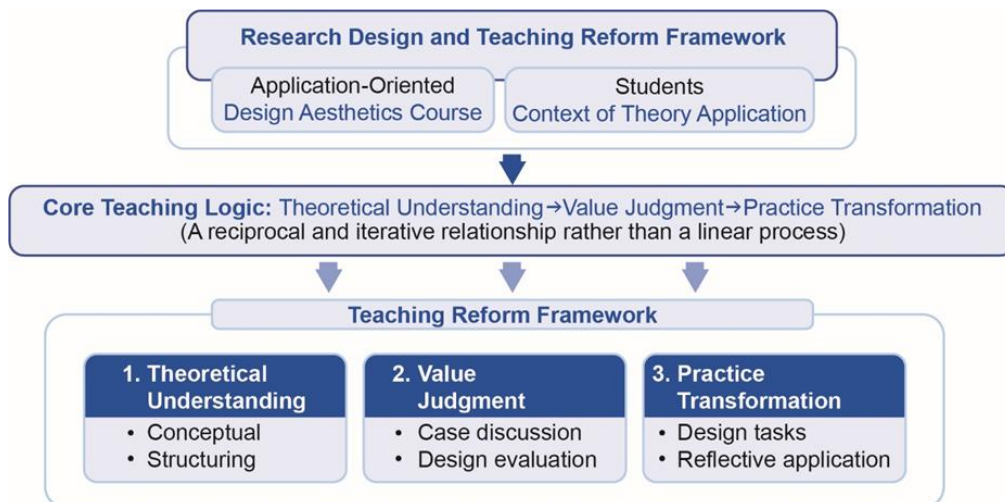 Research Design and Teaching Reform Framework
Application-Oriented
Design Aesthetics Course
Students
Context of Theory Application
Core Teaching Logic: Theoretical Understanding→Value Judgment→Practice Transformation
(A reciprocal and iterative relationship rather than a linear process)
Teaching Reform Framework
1. Theoretical
Understanding
• Conceptual
• Structuring
2. Value
Judgment
• Case discussion
• Design evaluation
3. Practice
Transformation
• Design tasks
• Reflective application